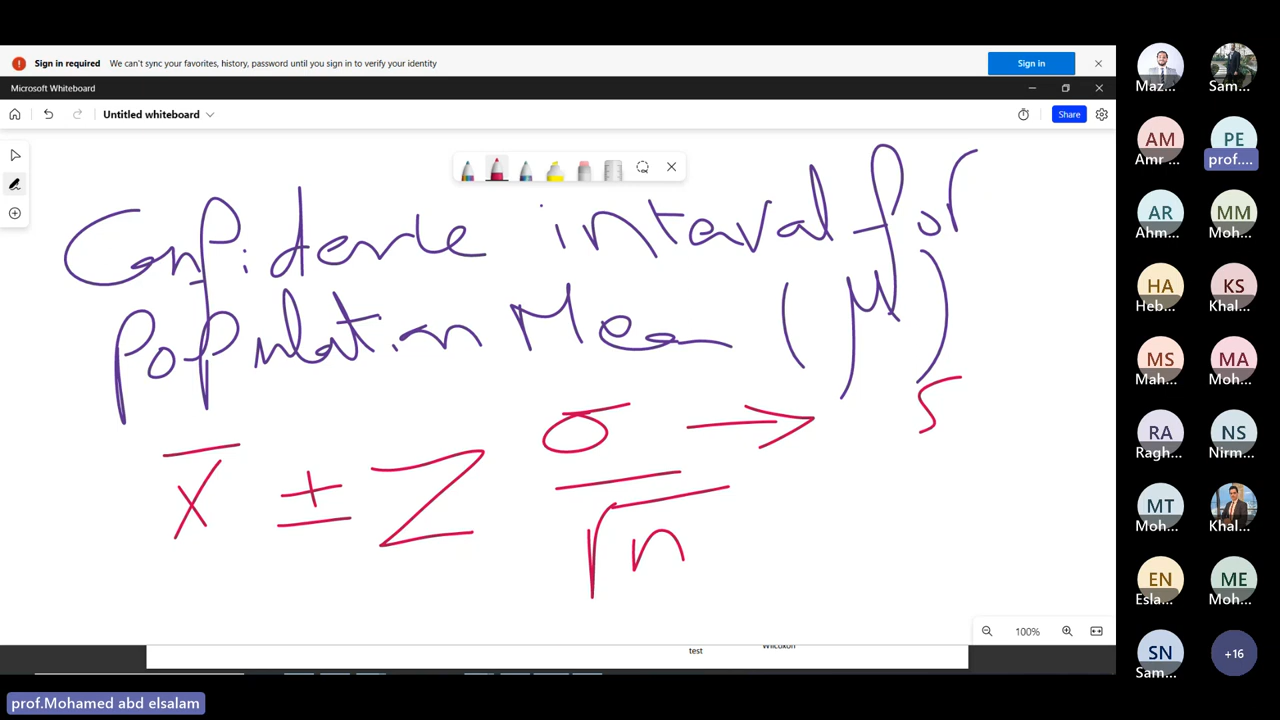 Sign in required We can't sync your favorites, history, password until you sign in to verify your identity Sign in
Microsoft Whiteboard
Untitled whiteboard Share
Confidence interval for
population Mean (μ)
x̄ ± Z σ/√n → s
100%
test Wilcoxon
prof.Mohamed abd elsalam
Maz... Sam...
AM PE
Amr ... prof....
AR MM
Ahm... Moh...
HA KS
Heb... Khal...
MS MA
Mah... Moh...
RA NS
Ragh... Nirm...
MT
Moh... Khal...
EN ME
Esla... Moh...
SN +16
Sam...